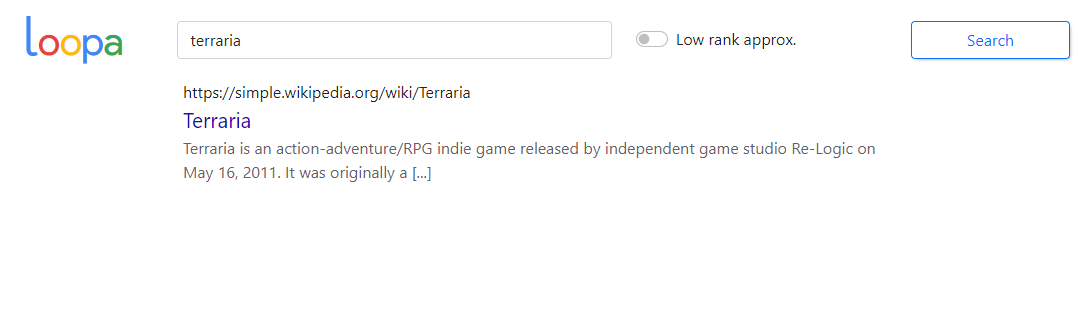 loopa
terraria
Low rank approx.
Search
https://simple.wikipedia.org/wiki/Terraria
Terraria
Terraria is an action-adventure/RPG indie game released by independent game studio Re-Logic on
May 16, 2011. It was originally a [...]